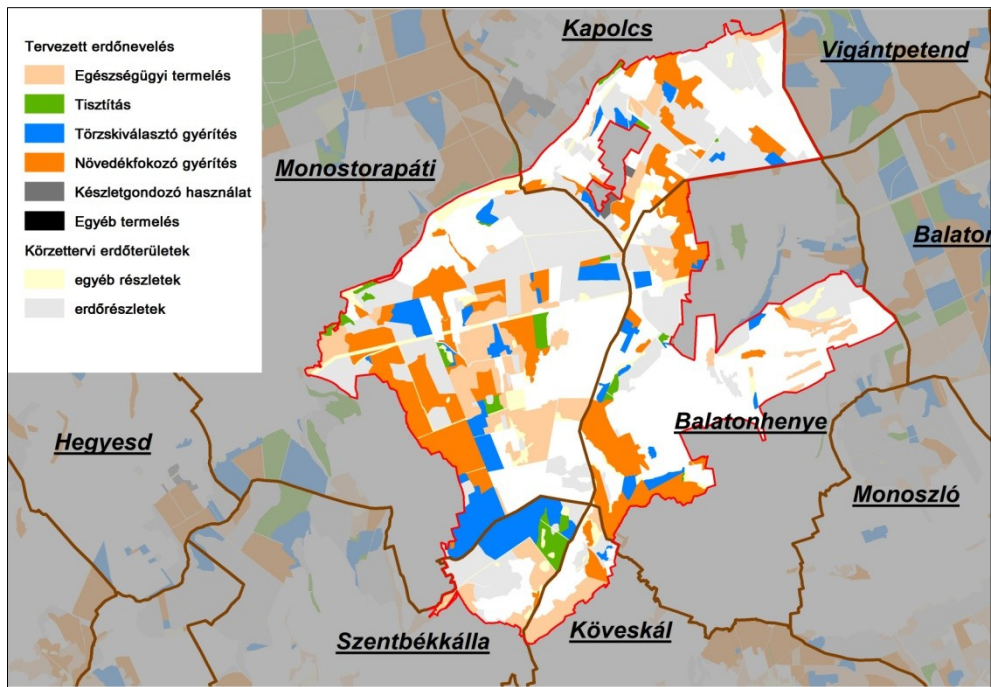 Tervezett erdőnevelés
Egészségügyi termelés
Tisztítás
Törzskiválasztó gyérítés
Növedékfokozó gyérítés
Készletgondozó használat
Egyéb termelés
Körzettervi erdőterületek
egyéb részletek
erdőrészletek
Kapolcs
Vigántpetend
Monostorapáti
Balaton
Hegyesd
Balatonhenye
Monoszló
Szentbékkálla
Köveskál